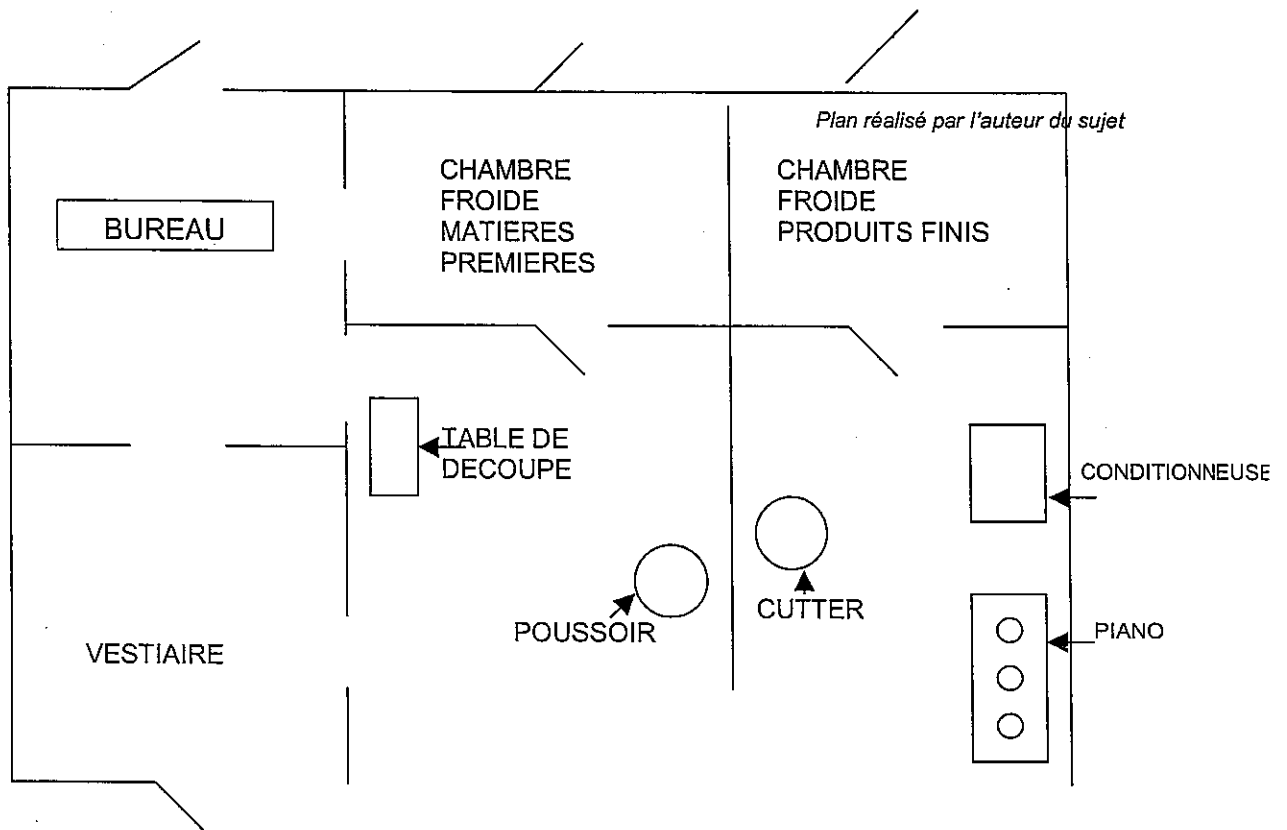 Plan réalisé par l'auteur du sujet
BUREAU
CHAMBRE
FROIDE
MATIERES
PREMIERES
CHAMBRE
FROIDE
PRODUITS FINIS
TABLE DE
DECOUPE
CONDITIONNEUSE
POUSSOIR
CUTTER
PIANO
VESTIAIRE